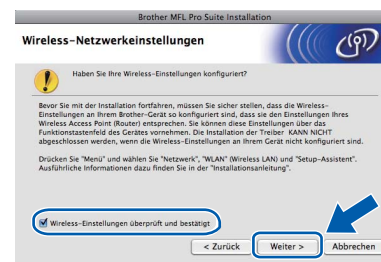 Brother MFL Pro Suite Installation
Wireless-Netzwerkeinstellungen
Haben Sie Ihre Wireless-Einstellungen konfiguriert?
Bevor Sie mit der Installation fortfahren, müssen Sie sicher stellen, dass die Wireless-
Einstellungen an Ihrem Brother-Gerät so konfiguriert sind, dass sie den Einstellungen Ihres
Wireless Access Point (Router) entsprechen. Sie können diese Einstellungen über das
Funktionstastenfeld des Gerätes vornehmen. Die Installation der Treiber KANN NICHT
abgeschlossen werden, wenn die Wireless-Einstellungen an Ihrem Gerät nicht konfiguriert sind.
Drücken Sie "Menü" und wählen Sie "Netzwerk", "WLAN" (Wireless LAN) und "Setup-Assistent".
Ausführliche Informationen dazu finden Sie in der "Installationsanleitung".
Wireless-Einstellungen überprüft und bestätigt
< Zurück
Weiter >
Abbrechen